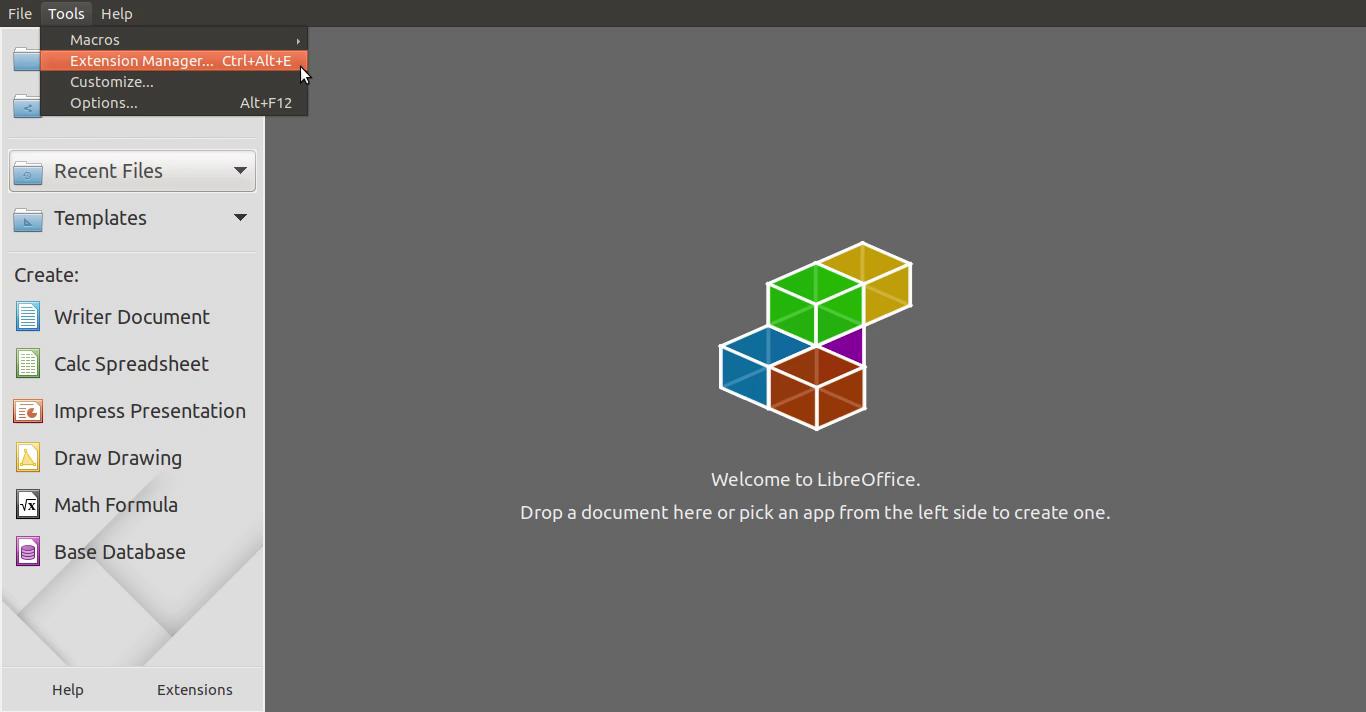 File Tools Help
Macros
Extension Manager... Ctrl+Alt+E
Customize...
Options... Alt+F12
Recent Files
Templates
Create:
Writer Document
Calc Spreadsheet
Impress Presentation
Draw Drawing
Math Formula
Base Database
Help Extensions
Welcome to LibreOffice.
Drop a document here or pick an app from the left side to create one.